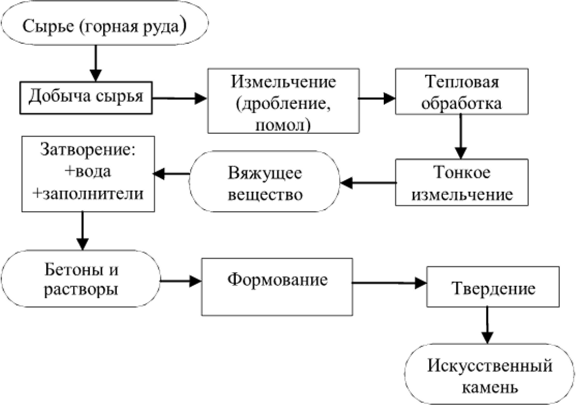 Сырье (горная руда)
Добыча сырья
Измельчение
(дробление,
помол)
Тепловая
обработка
Тонкое
измельчение
Вяжущее
вещество
Затворение:
+вода
+заполнители
Бетоны и
растворы
Формование
Твердение
Искусственный
камень